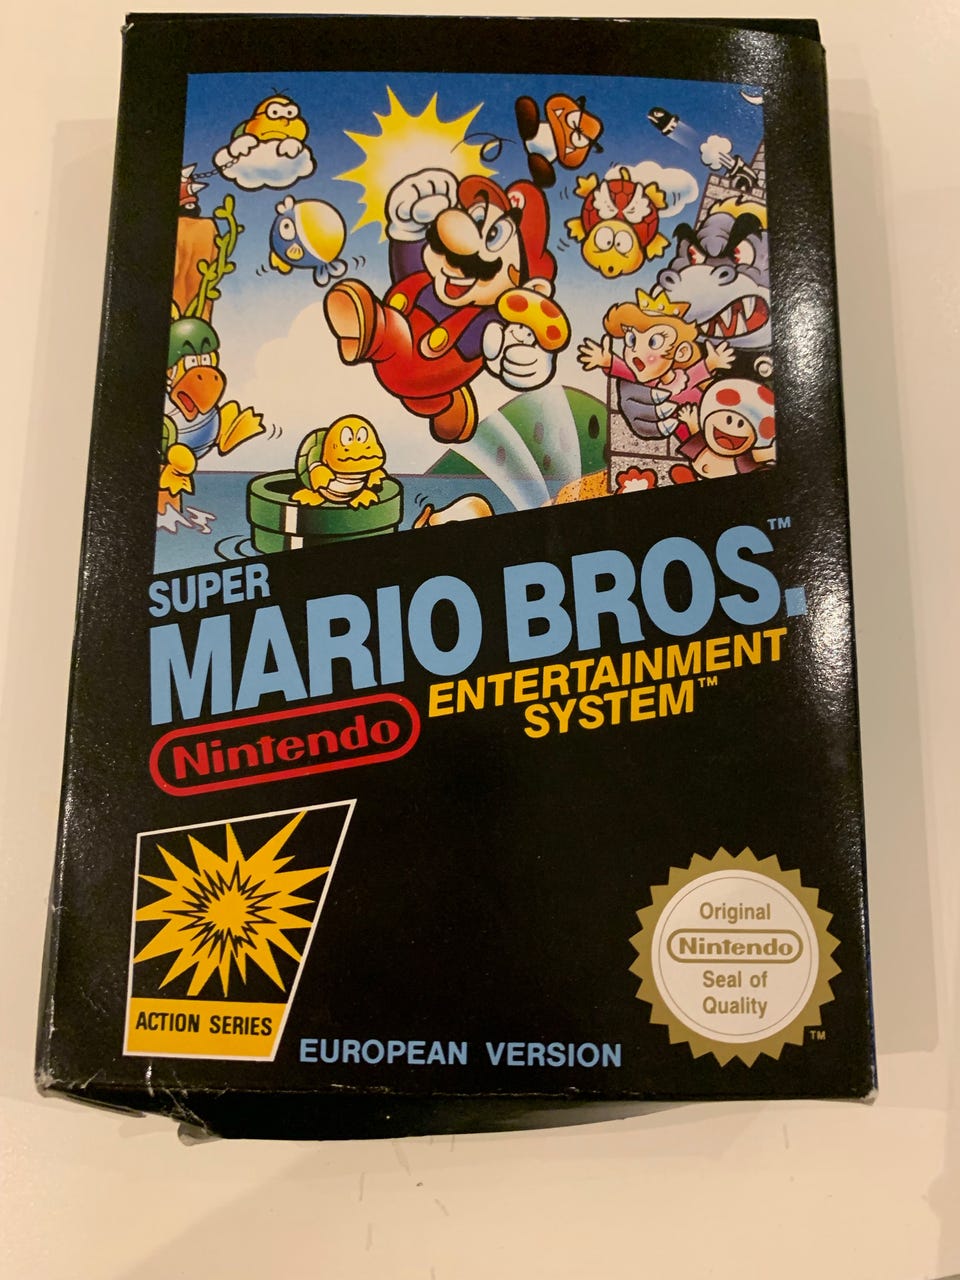 SUPER
MARIO BROS.™
Nintendo
ENTERTAINMENT
SYSTEM™
ACTION SERIES
EUROPEAN VERSION
Original
Nintendo
Seal of
Quality
TM